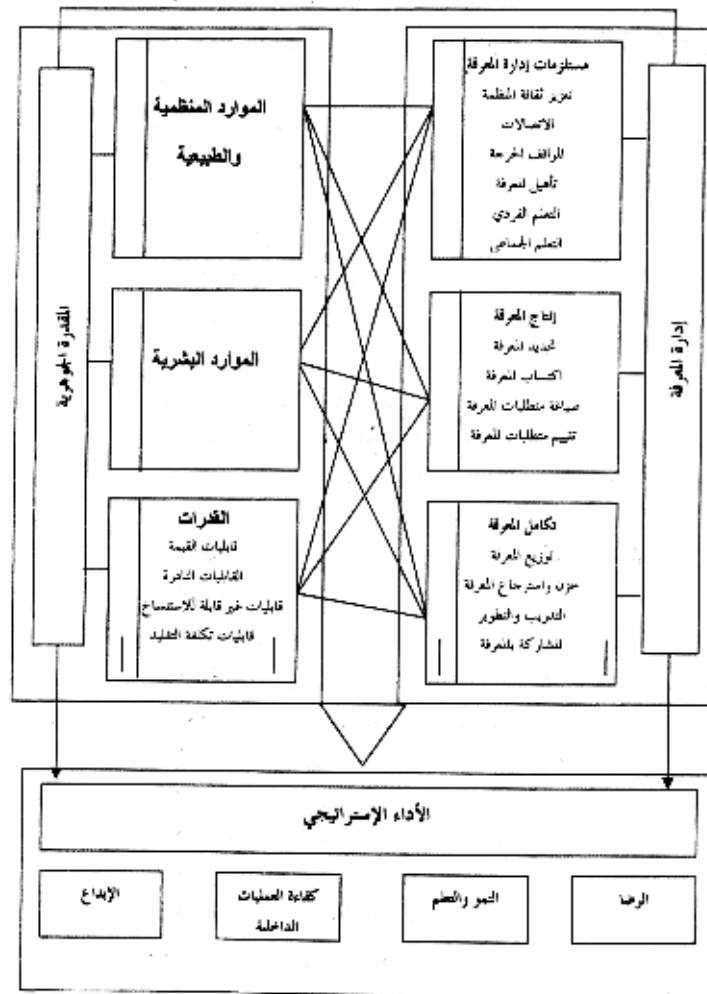 إدارة المعرفة
مستلزمات إدارة المعرفة
تعزيز ثقافة المنظمة
الاتصالات
المواقف الحرجة
تأهيل المعرفة
التعلم الفردي
التعلم الجماعي
إنتاج المعرفة
تحديد المعرفة
اكتساب المعرفة
صياغة متطلبات المعرفة
تقييم متطلبات المعرفة
تكامل المعرفة
توزيع المعرفة
خزن واسترجاع المعرفة
التدريب والتطوير
المشاركة بالمعرفة
الموارد المنظمية
والطبيعية
الموارد البشرية
القدرات
قابليات القيمة
القابليات النادرة
قابليات غير قابلة للاستنساخ
قابليات تكلفة التقليد
المقدرة الجوهرية
الأداء الإستراتيجي
الرضا
النمو والتعلم
كفاءة العمليات
الداخلية
الإبداع